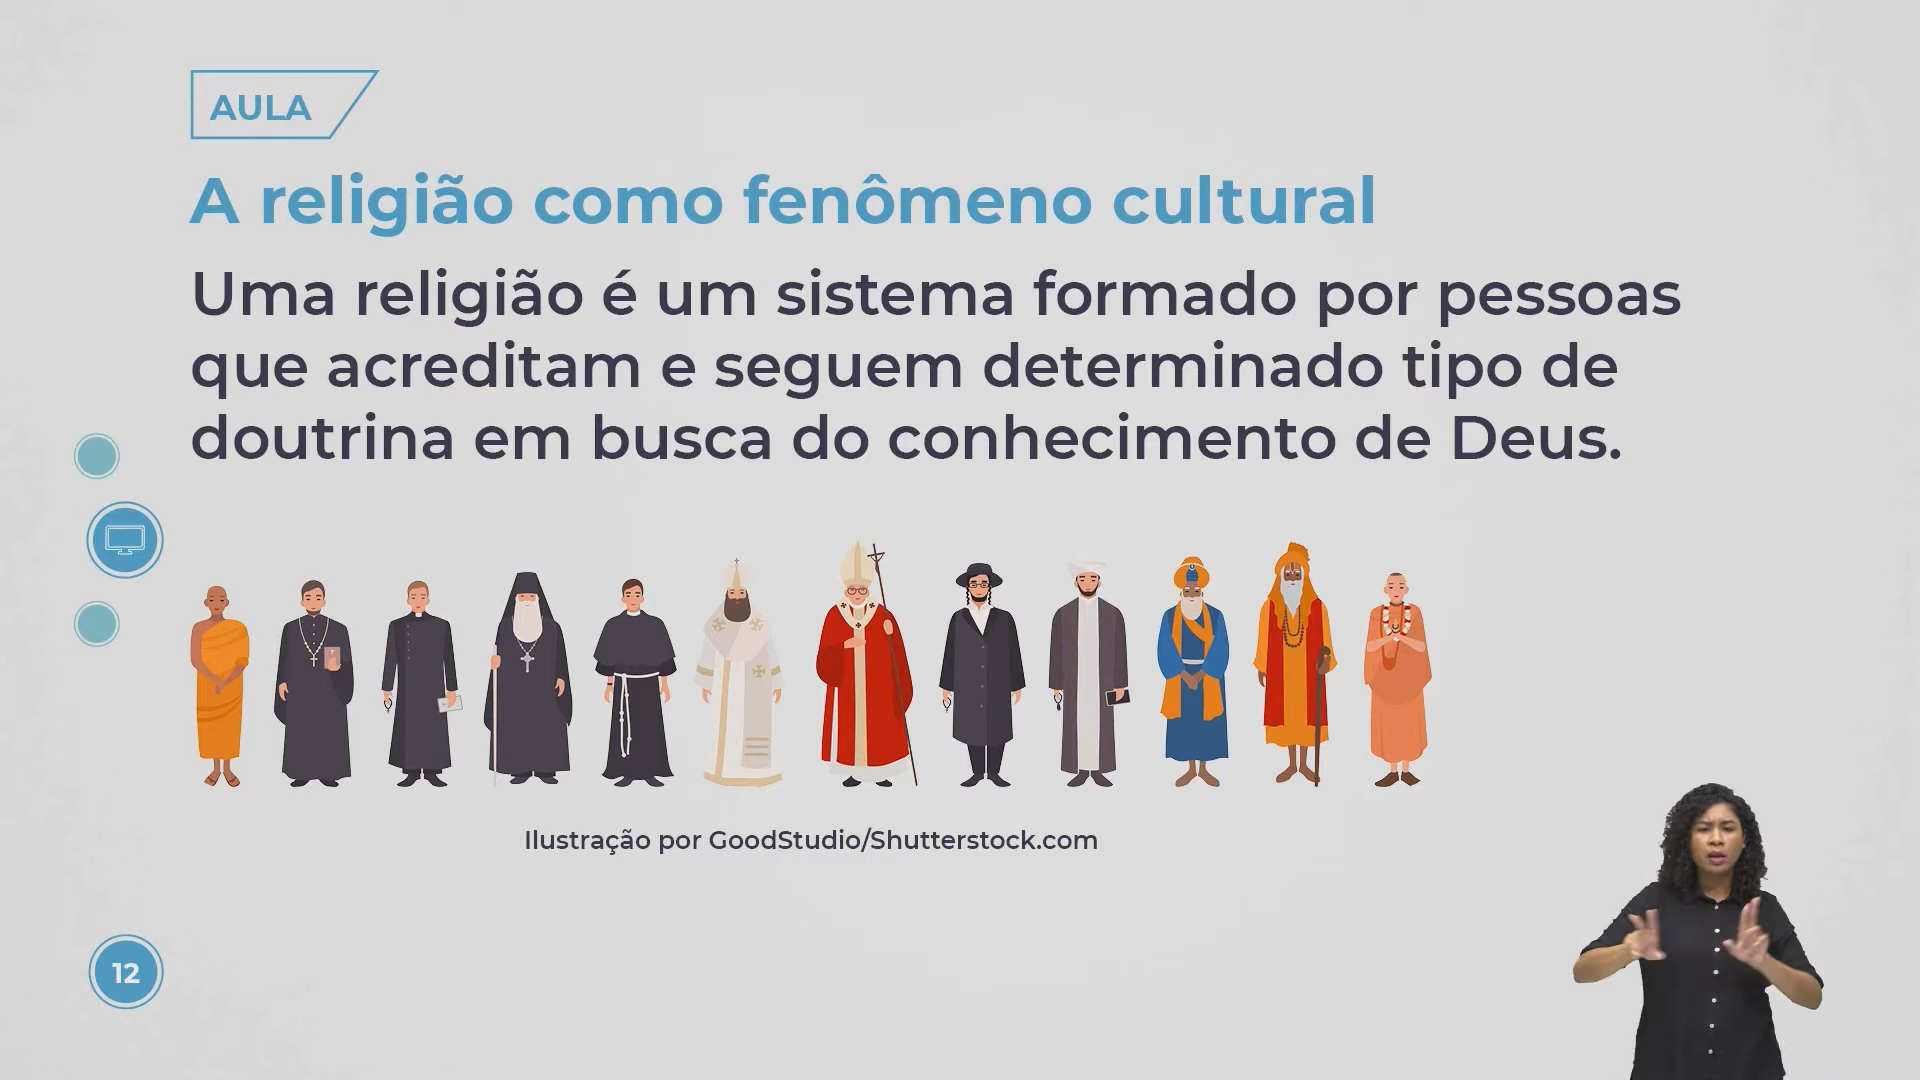 AULA
A religião como fenômeno cultural
Uma religião é um sistema formado por pessoas
que acreditam e seguem determinado tipo de
doutrina em busca do conhecimento de Deus.
Ilustração por GoodStudio/Shutterstock.com
12